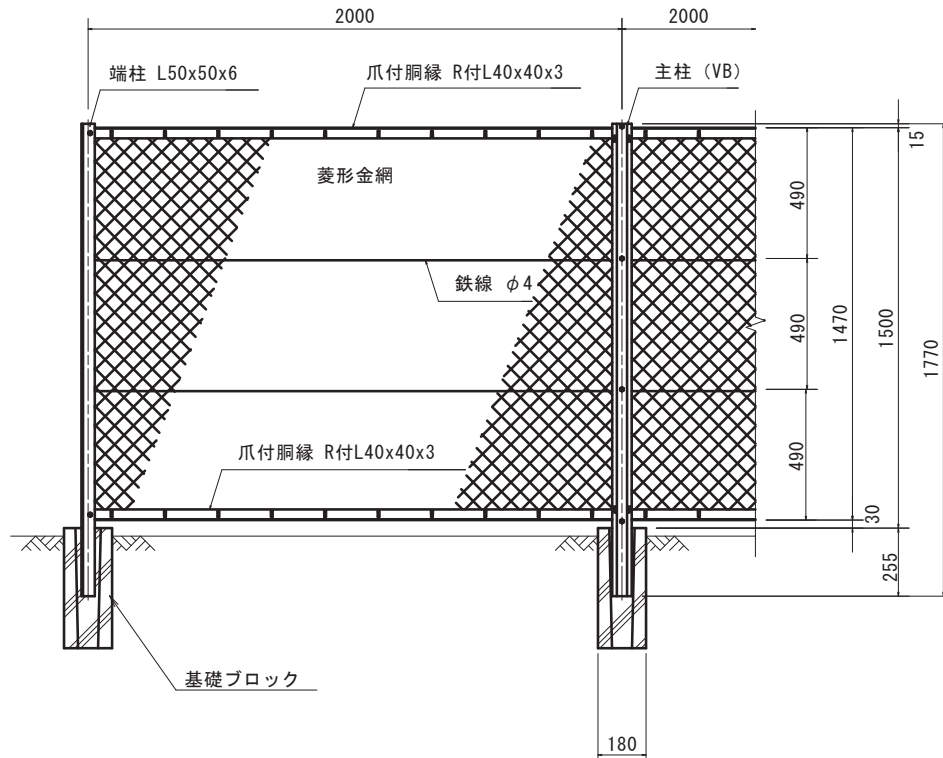 2000
2000
端柱 L50x50x6
爪付胴縁 R付L40x40x3
主柱（VB）
15
菱形金網
490
鉄線 φ4
490
1470
1500
1770
爪付胴縁 R付L40x40x3
490
30
255
基礎ブロック
180